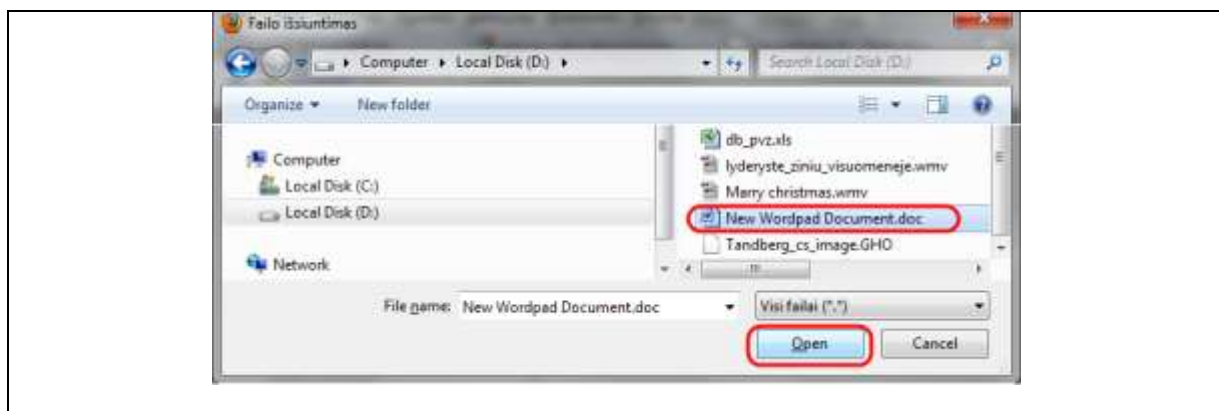 Failo išsiuntimas
Computer Local Disk (D:)
Search Local Disk (D:)
Organize New folder
Computer
Local Disk (C:)
Local Disk (D:)
Network
db_pvz.xls
lyderyste_ziniu_visuomeneje.wmv
Marry christmas.wmv
New Wordpad Document.doc
Tandberg_cs_image.GHO
File name: New Wordpad Document.doc
Visi failai (*.*)
Open Cancel